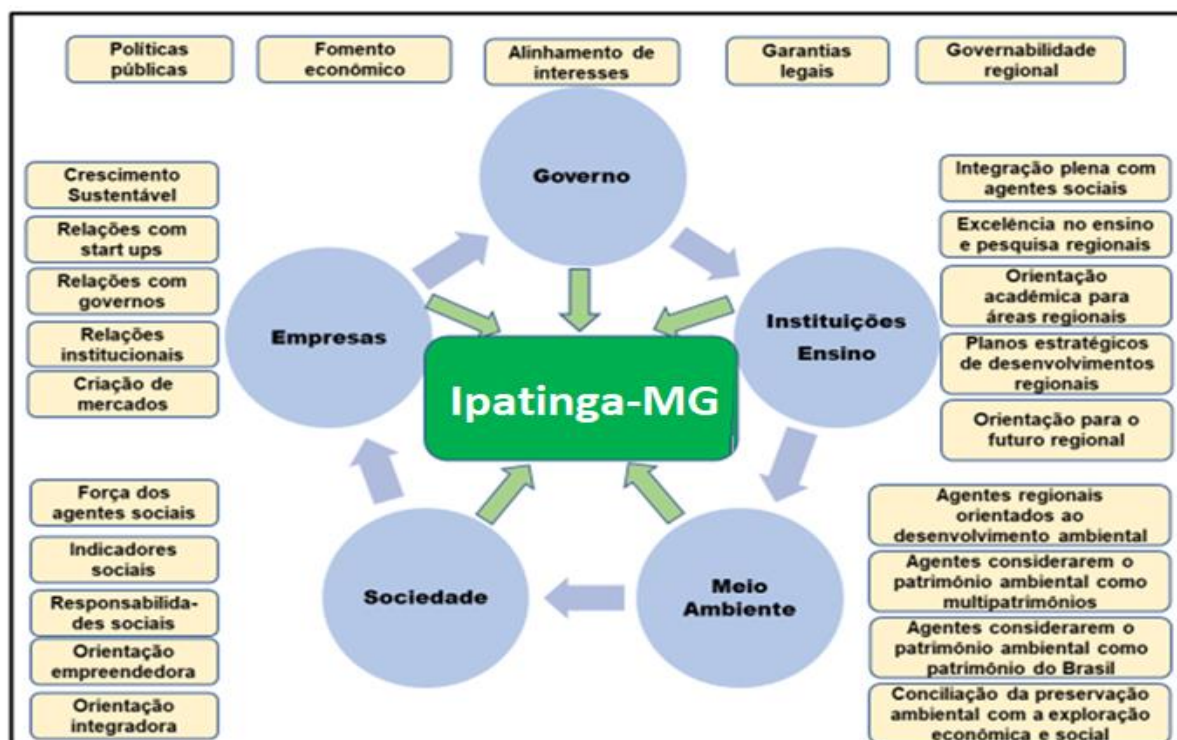 Políticas
públicas
Fomento
econômico
Alinhamento de
interesses
Garantias
legais
Governabilidade
regional
Governo
Crescimento
Sustentável
Relações com
start ups
Relações com
governos
Relações
institucionais
Criação de
mercados
Empresas
Instituições
Ensino
Integração plena com
agentes sociais
Excelência no ensino
e pesquisa regionais
Orientação
acadêmica para
áreas regionais
Planos estratégicos
de desenvolvimentos
regionais
Orientação para o
futuro regional
Ipatinga-MG
Força dos
agentes sociais
Indicadores
sociais
Responsabilida-
des sociais
Orientação
empreendedora
Orientação
integradora
Sociedade
Meio
Ambiente
Agentes regionais
orientados ao
desenvolvimento ambiental
Agentes considerarem o
patrimônio ambiental como
multipatrimônios
Agentes considerarem o
patrimônio ambiental como
patrimônio do Brasil
Conciliação da preservação
ambiental com a exploração
econômica e social